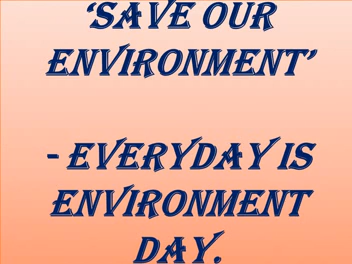 ‘SAVE OUR
ENVIRONMENT’
- EVERYDAY IS
ENVIRONMENT
DAY.